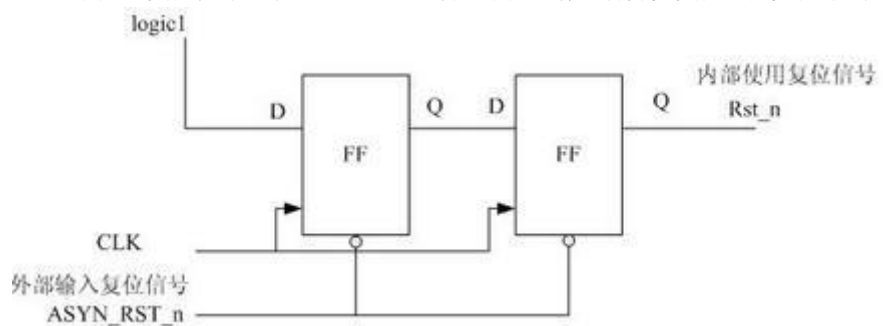 logic1
内部使用复位信号
D
Q
D
Q
Rst_n
FF
FF
CLK
外部输入复位信号
ASYN_RST_n